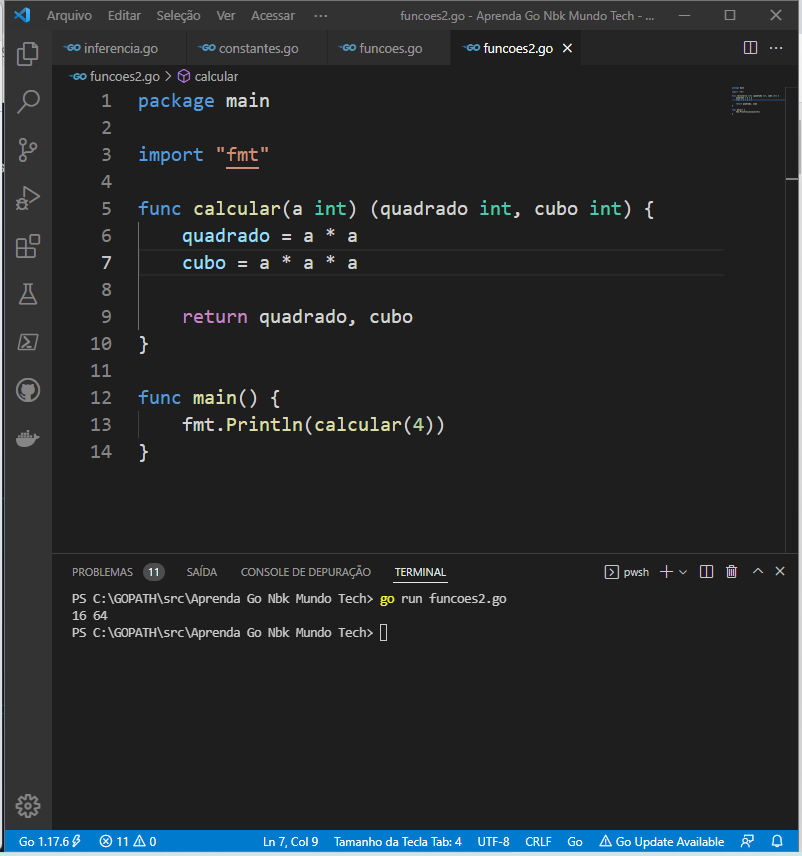 Arquivo Editar Seleção Ver Acessar ··· funcoes2.go - Aprenda Go Nbk Mundo Tech - ...
GO inferencia.go GO constantes.go GO funcoes.go GO funcoes2.go
GO funcoes2.go > calcular
1 package main
2
3 import "fmt"
4
5 func calcular(a int) (quadrado int, cubo int) {
6 quadrado = a * a
7 cubo = a * a * a
8
9 return quadrado, cubo
10 }
11
12 func main() {
13 fmt.Println(calcular(4))
14 }
PROBLEMAS 11 SAÍDA CONSOLE DE DEPURAÇÃO TERMINAL pwsh
PS C:\GOPATH\src\Aprenda Go Nbk Mundo Tech> go run funcoes2.go
16 64
PS C:\GOPATH\src\Aprenda Go Nbk Mundo Tech>
Go 1.17.6 11 0 Ln 7, Col 9 Tamanho da Tecla Tab: 4 UTF-8 CRLF Go Go Update Available